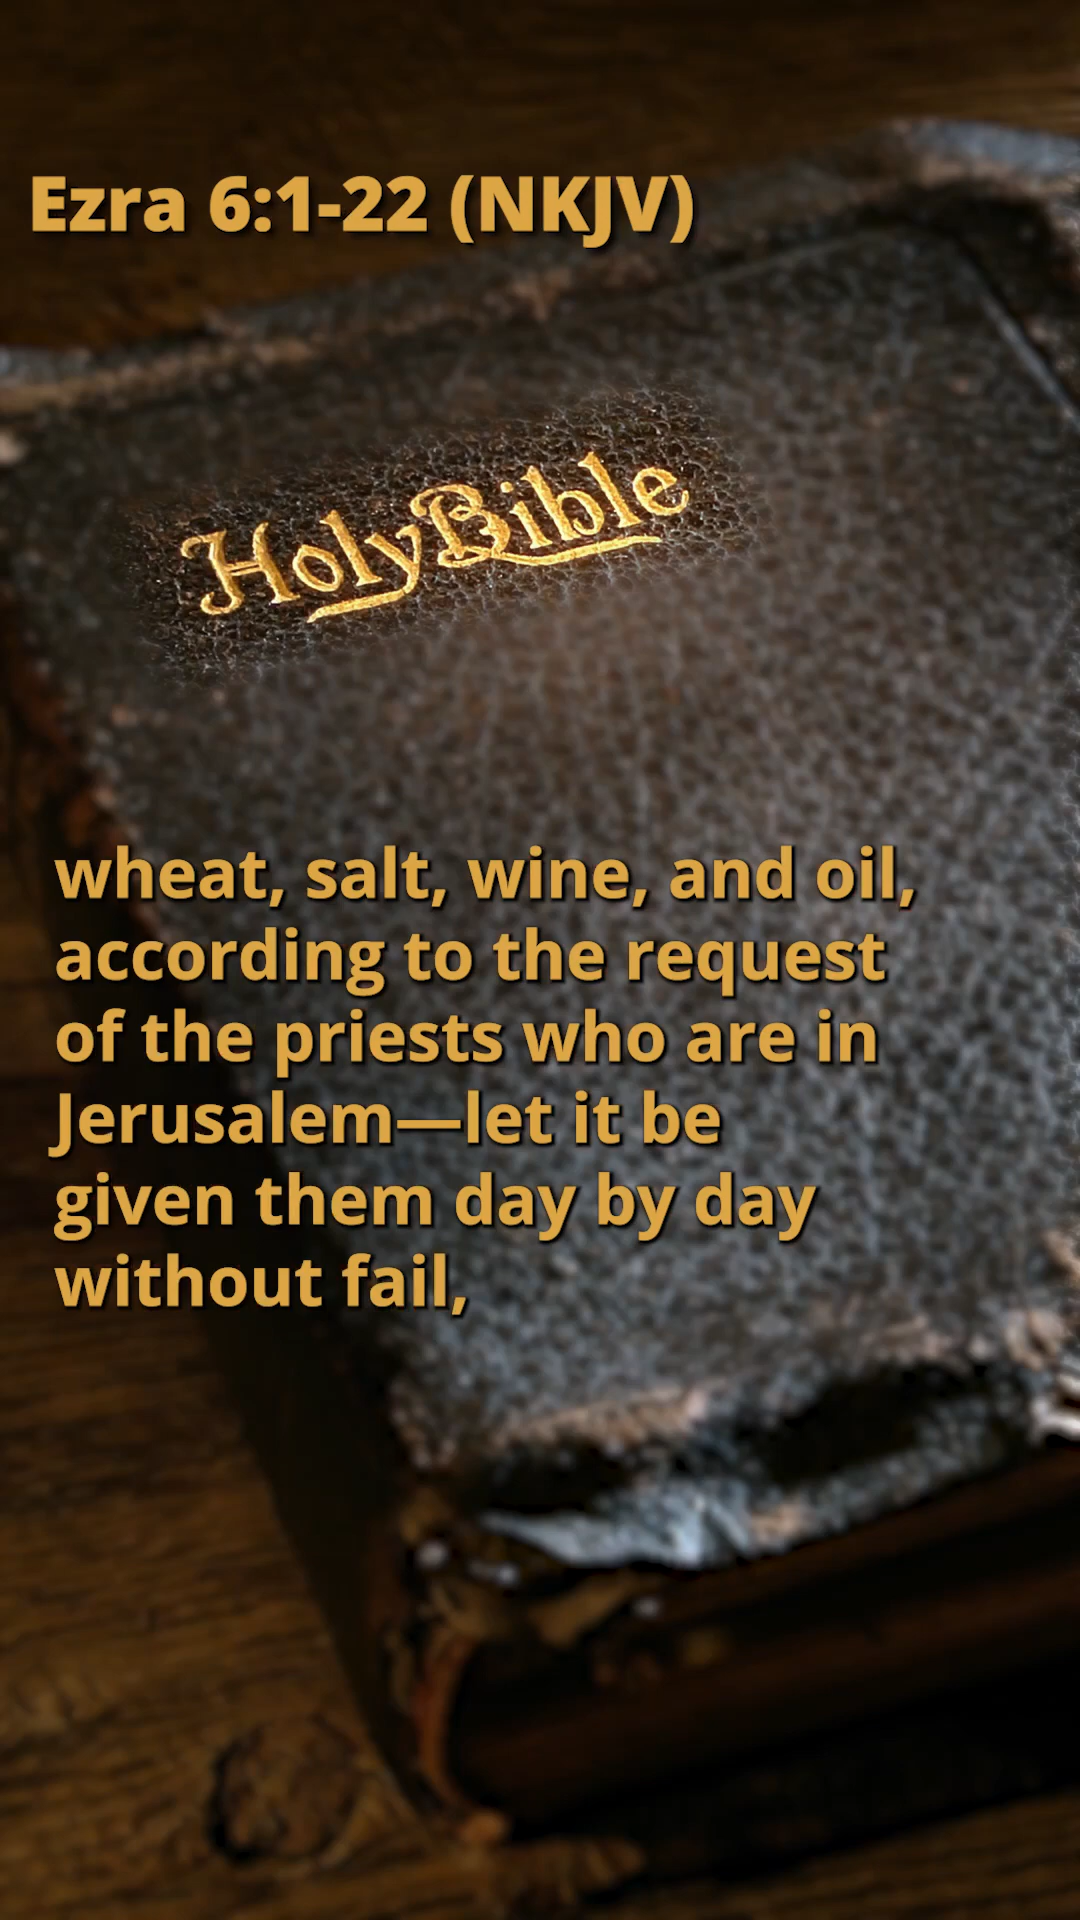 Ezra 6:1-22 (NKJV)
Holy Bible
wheat, salt, wine, and oil,
according to the request
of the priests who are in
Jerusalem—let it be
given them day by day
without fail,